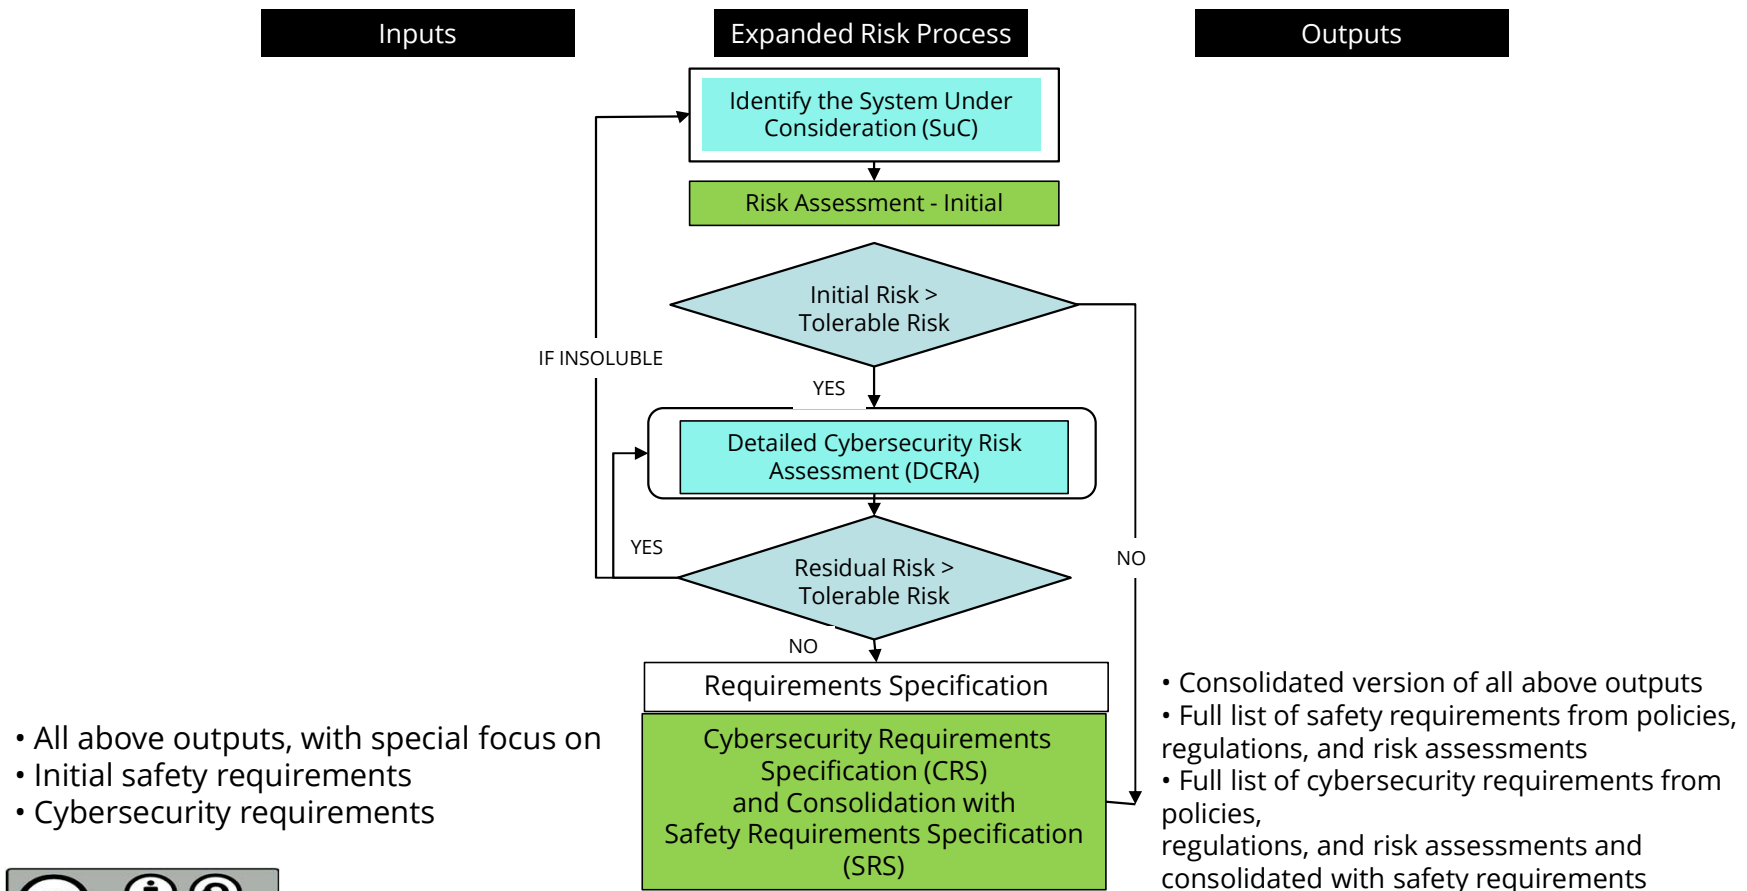 Inputs
Expanded Risk Process
Outputs
Identify the System Under
Consideration (SuC)
Risk Assessment - Initial
Initial Risk >
Tolerable Risk
IF INSOLUBLE
YES
Detailed Cybersecurity Risk
Assessment (DCRA)
YES
Residual Risk >
Tolerable Risk
NO
NO
Requirements Specification
Cybersecurity Requirements
Specification (CRS)
and Consolidation with
Safety Requirements Specification
(SRS)
• All above outputs, with special focus on
• Initial safety requirements
• Cybersecurity requirements
• Consolidated version of all above outputs
• Full list of safety requirements from policies,
regulations, and risk assessments
• Full list of cybersecurity requirements from
policies,
regulations, and risk assessments and
consolidated with safety requirements